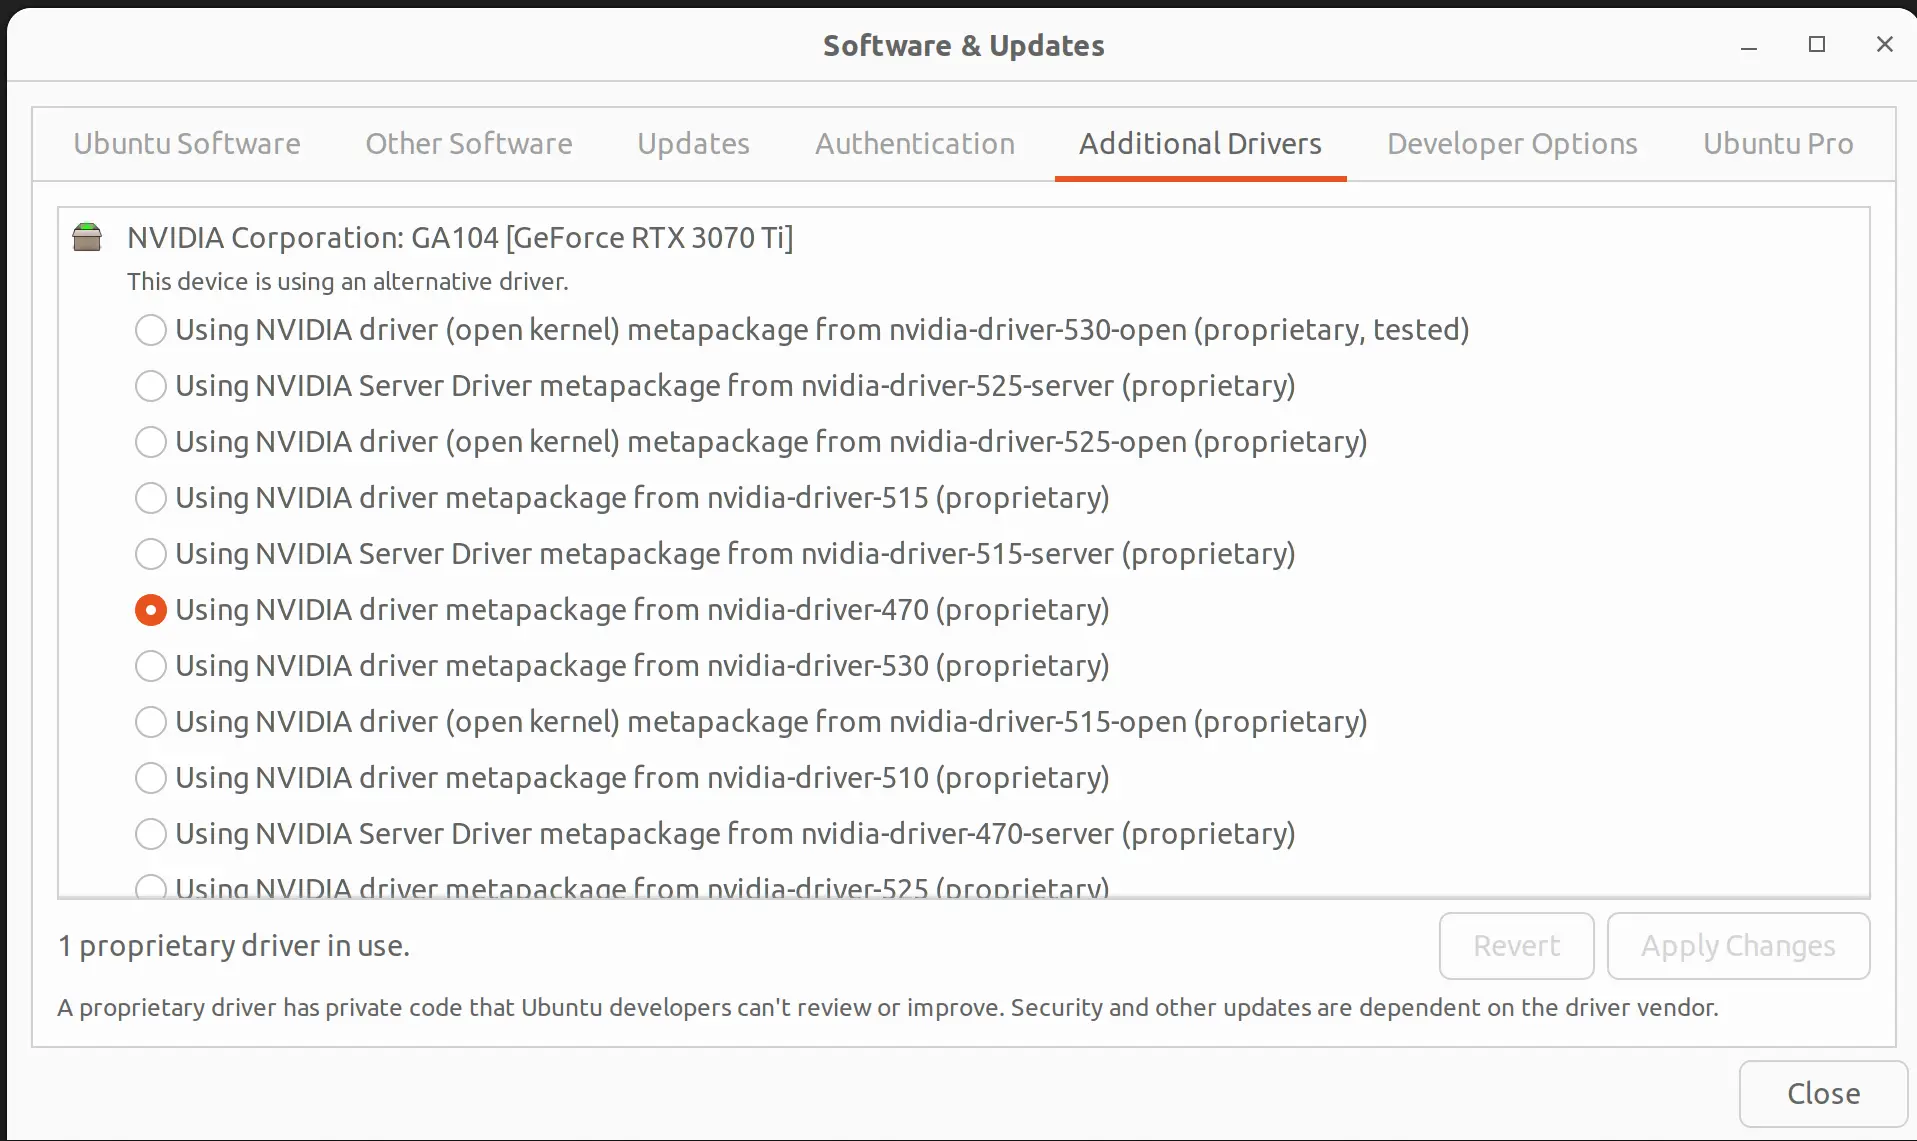 Software & Updates
Ubuntu Software Other Software Updates Authentication Additional Drivers Developer Options Ubuntu Pro
NVIDIA Corporation: GA104 [GeForce RTX 3070 Ti]
This device is using an alternative driver.
Using NVIDIA driver (open kernel) metapackage from nvidia-driver-530-open (proprietary, tested)
Using NVIDIA Server Driver metapackage from nvidia-driver-525-server (proprietary)
Using NVIDIA driver (open kernel) metapackage from nvidia-driver-525-open (proprietary)
Using NVIDIA driver metapackage from nvidia-driver-515 (proprietary)
Using NVIDIA Server Driver metapackage from nvidia-driver-515-server (proprietary)
Using NVIDIA driver metapackage from nvidia-driver-470 (proprietary)
Using NVIDIA driver metapackage from nvidia-driver-530 (proprietary)
Using NVIDIA driver (open kernel) metapackage from nvidia-driver-515-open (proprietary)
Using NVIDIA driver metapackage from nvidia-driver-510 (proprietary)
Using NVIDIA Server Driver metapackage from nvidia-driver-470-server (proprietary)
Using NVIDIA driver metapackage from nvidia-driver-525 (proprietary)
1 proprietary driver in use.
Revert Apply Changes
A proprietary driver has private code that Ubuntu developers can't review or improve. Security and other updates are dependent on the driver vendor.
Close